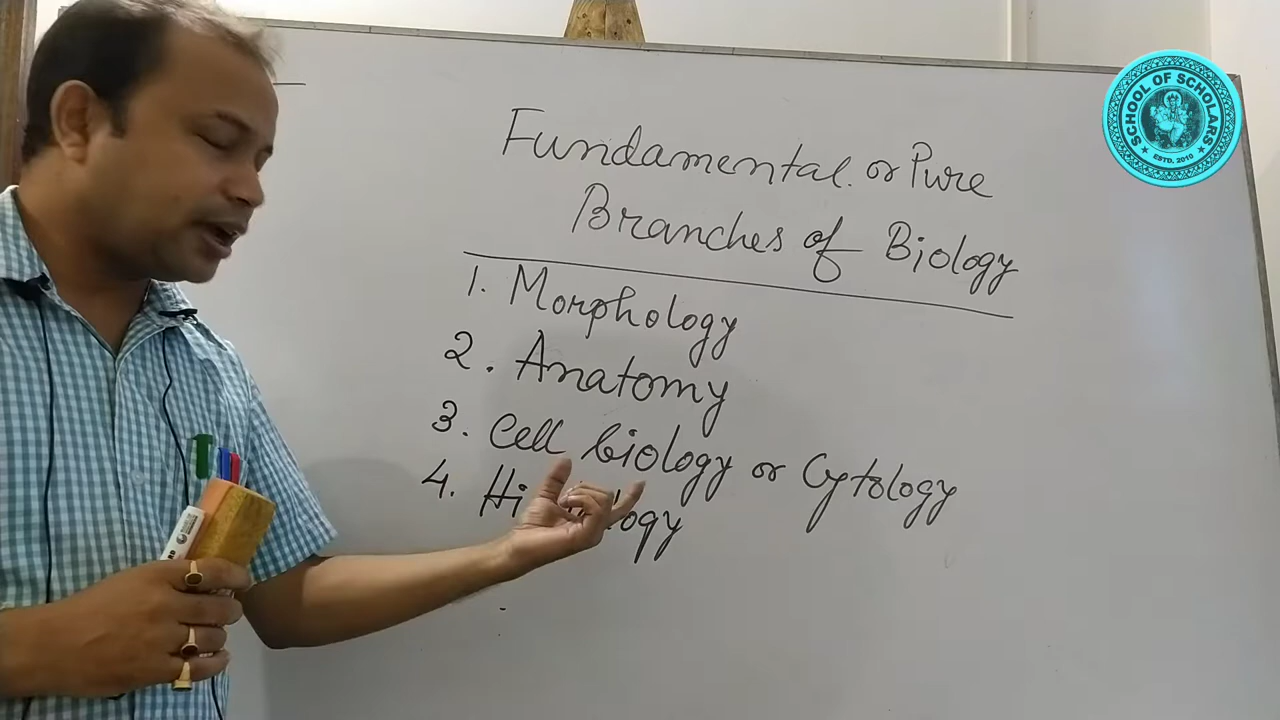 Fundamental. or Pure
Branches of Biology
1. Morphology
2. Anatomy
3. Cell biology or Cytology
4.
SCHOOL OF SCHOLARS
ESTD. 2010